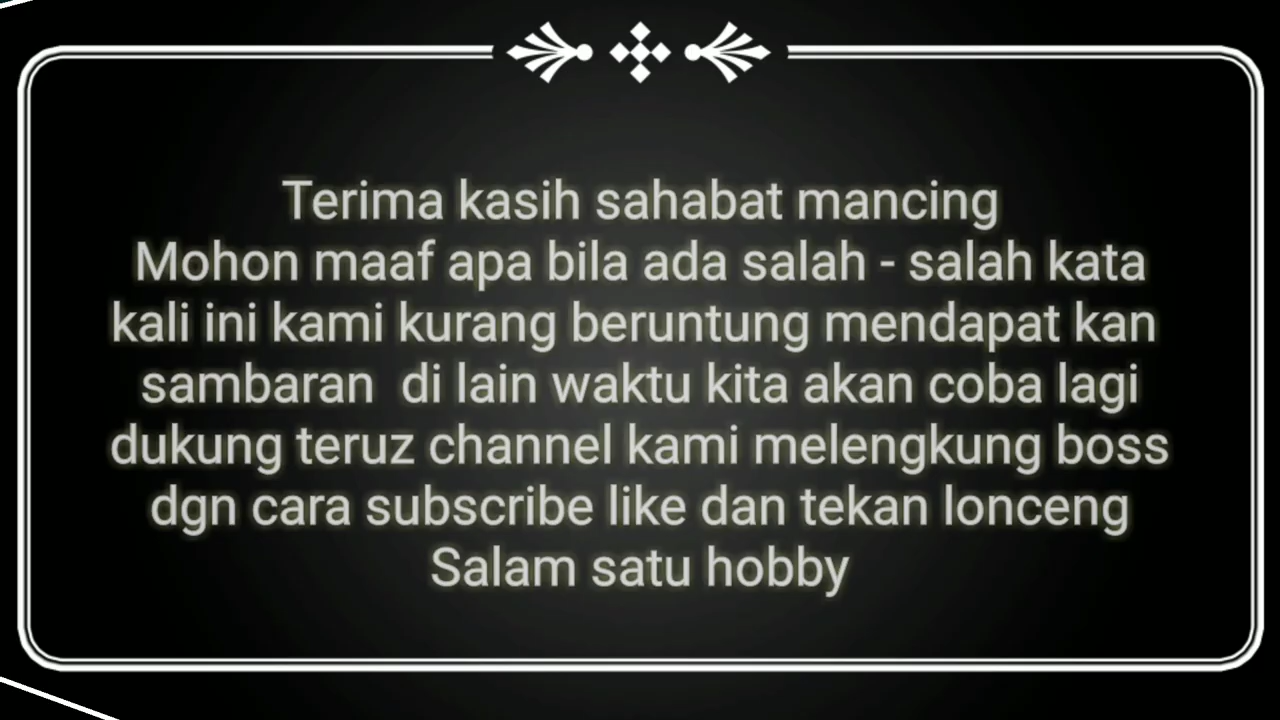 Terima kasih sahabat mancing
Mohon maaf apa bila ada salah - salah kata
kali ini kami kurang beruntung mendapat kan
sambaran di lain waktu kita akan coba lagi
dukung teruz channel kami melengkung boss
dgn cara subscribe like dan tekan lonceng
Salam satu hobby